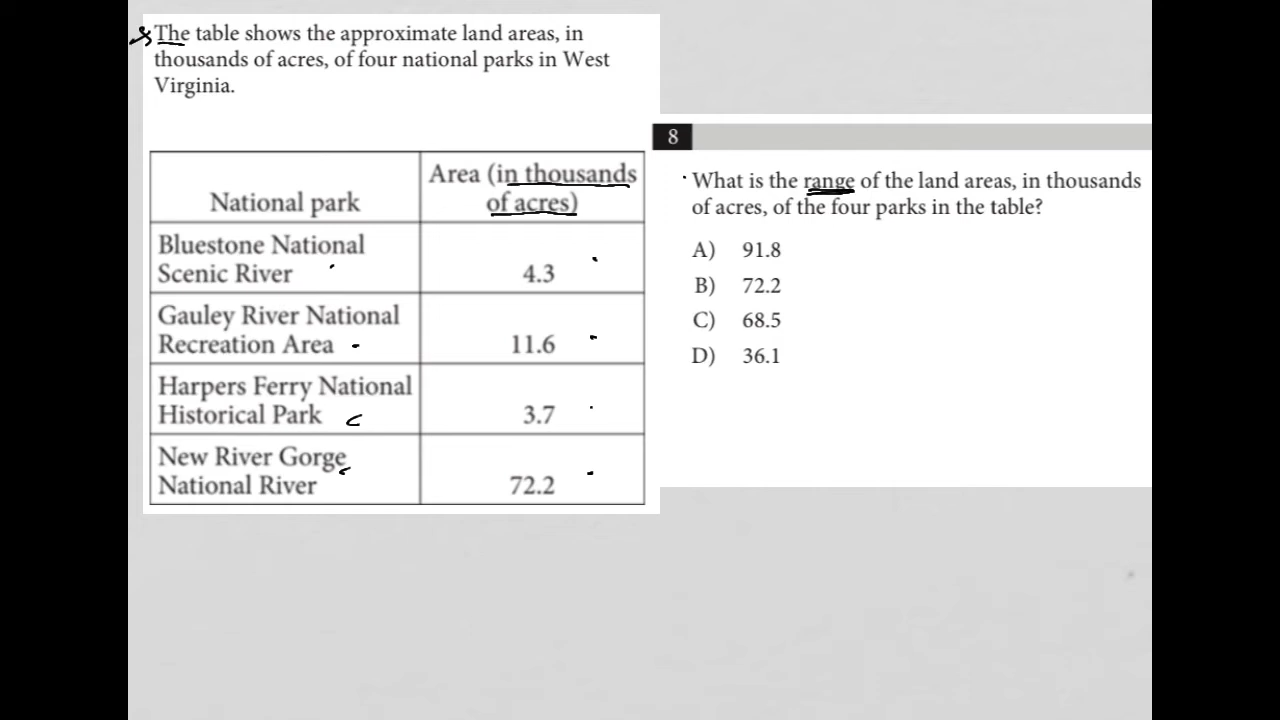 The table shows the approximate land areas, in
thousands of acres, of four national parks in West
Virginia.
National park
Area (in thousands
of acres)
Bluestone National
Scenic River
4.3
Gauley River National
Recreation Area
11.6
Harpers Ferry National
Historical Park
3.7
New River Gorge
National River
72.2
8
What is the range of the land areas, in thousands
of acres, of the four parks in the table?
A) 91.8
B) 72.2
C) 68.5
D) 36.1